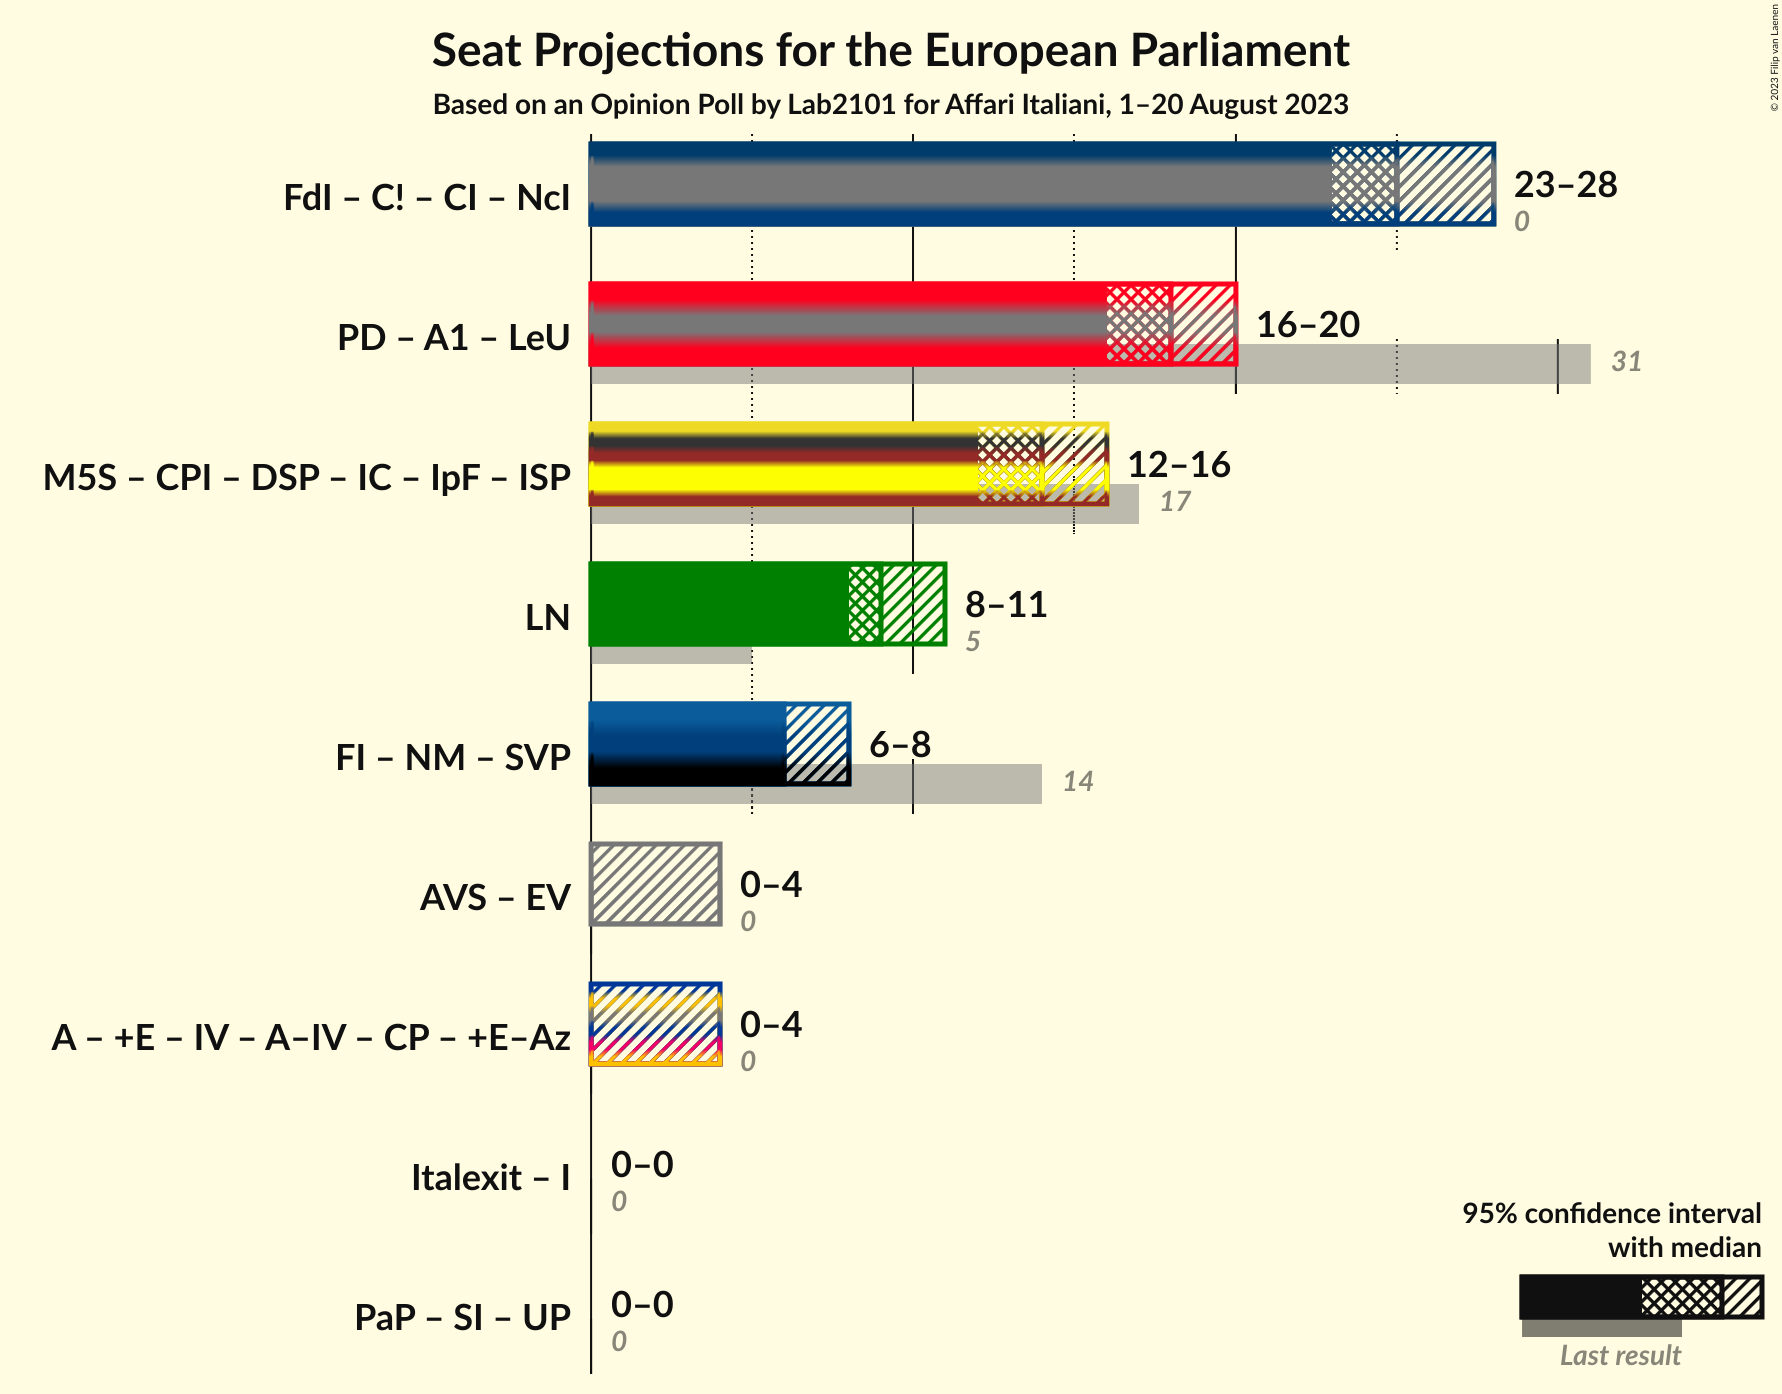 Seat Projections for the European Parliament
Based on an Opinion Poll by Lab2101 for Affari Italiani, 1–20 August 2023
© 2023 Filip van Laenen
FdI – C! – CI – NcI
23–28
0
PD – A1 – LeU
16–20
31
M5S – CPI – DSP – IC – IpF – ISP
12–16
17
LN
8–11
5
FI – NM – SVP
6–8
14
AVS – EV
0–4
0
A – +E – IV – A–IV – CP – +E–Az
0–4
0
Italexit – I
0–0
0
PaP – SI – UP
0–0
0
95% confidence interval
with median
Last result